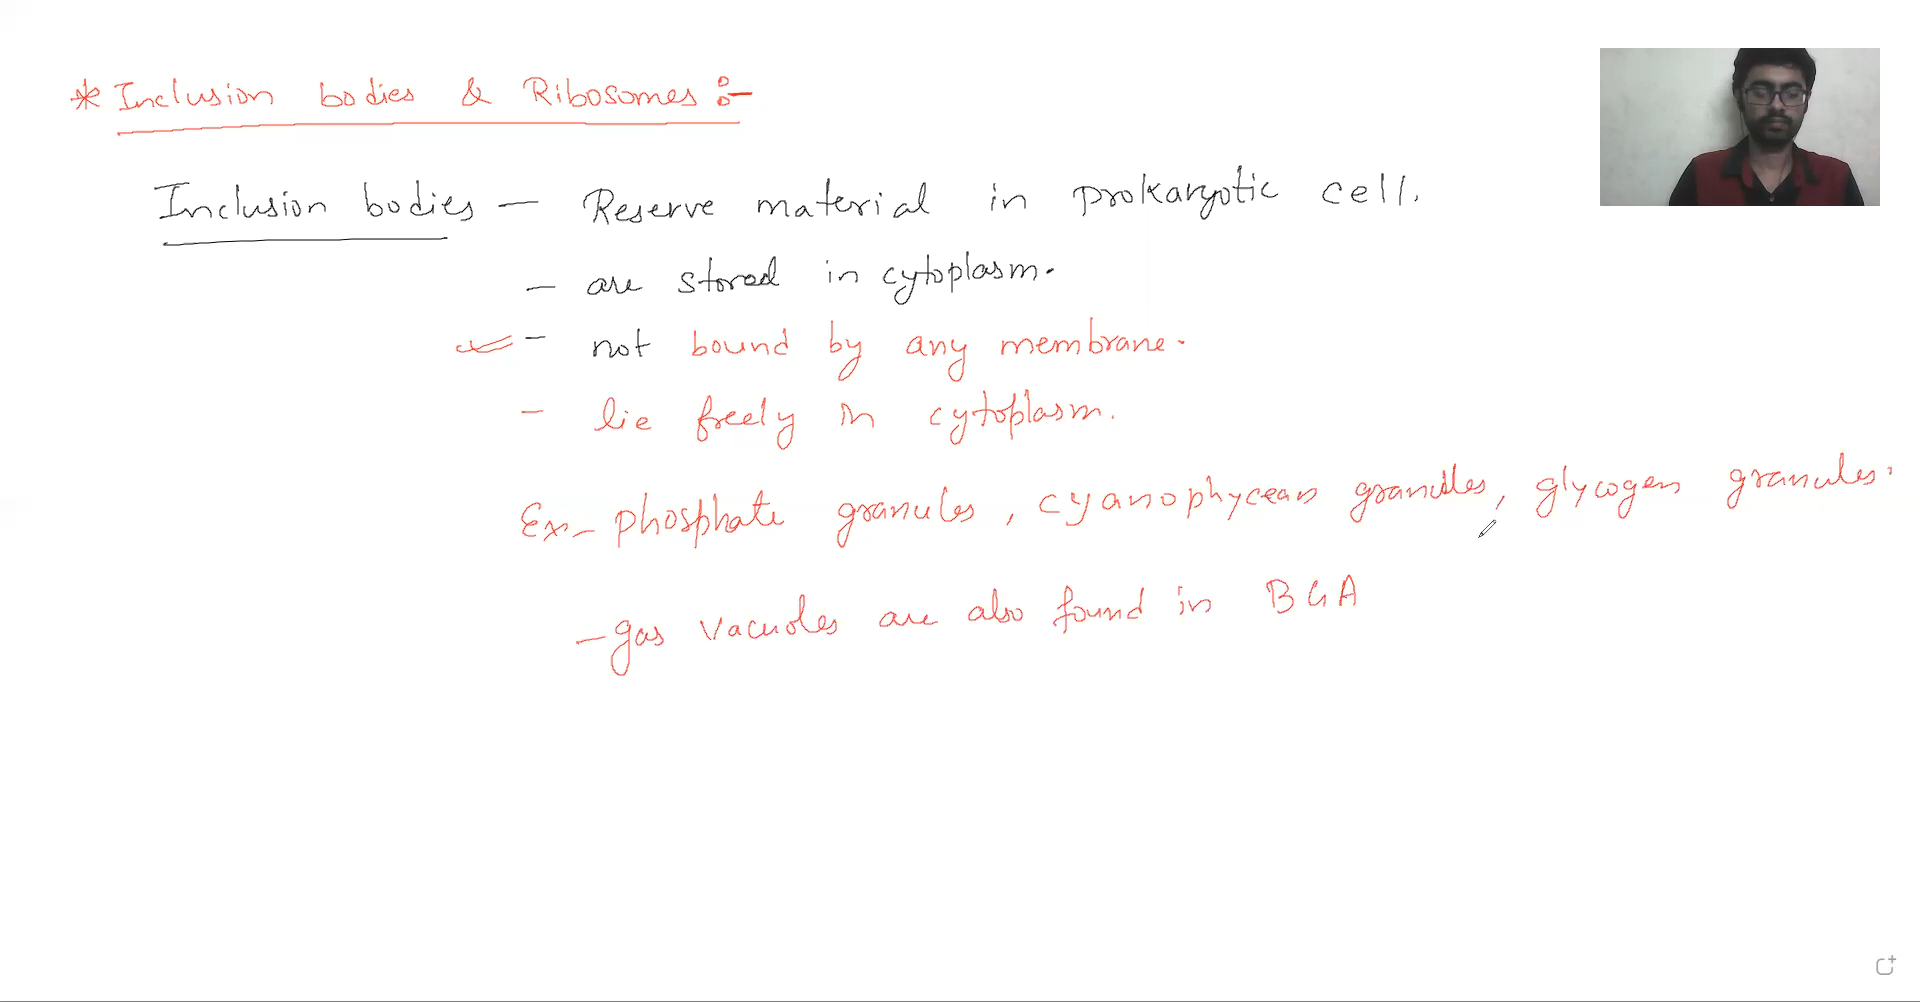 * Inclusion bodies & Ribosomes :-
Inclusion bodies - Reserve material in prokaryotic cell.
- are stored in cytoplasm.
- not bound by any membrane.
- lie freely in cytoplasm.
Ex- phosphate granules, cyanophycean granules, glycogen granules.
- gas vacuoles are also found in BGA